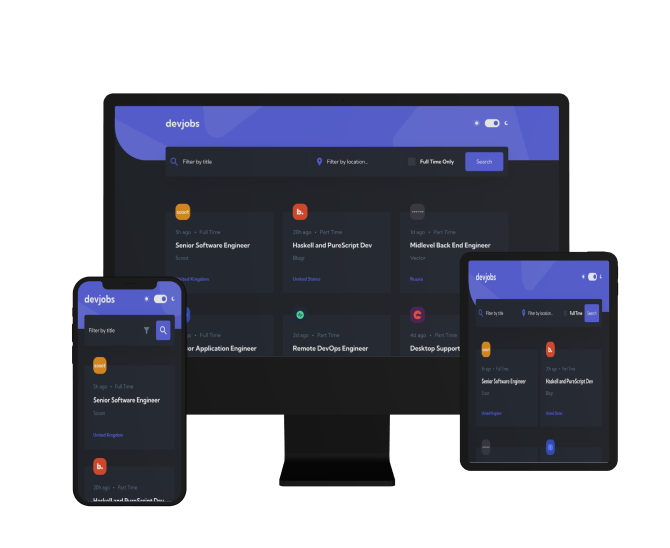 devjobs
Filter by title
Filter by location..
Full Time Only
Search
scoot
5h ago • Full Time
Senior Software Engineer
Scoot
United Kingdom
b.
20h ago • Part Time
Haskell and PureScript Dev
Blogr
United States
1d ago • Part Time
Midlevel Back End Engineer
Vector
Russia
ago • Full Time
or Application Engineer
2d ago • Part Time
Remote DevOps Engineer
4d ago • Part Time
Desktop Support
devjobs
Filter by title
scoot
5h ago • Full Time
Senior Software Engineer
Scoot
United Kingdom
b.
20h ago • Part Time
Haskell and PureScript Dev
devjobs
Filter by title
Filter by location..
Full Time
Search
5h ago • Full Time
Senior Software Engineer
Scoot
United Kingdom
b.
20h ago • Part Time
Haskell and PureScript Dev
Blogr
United States